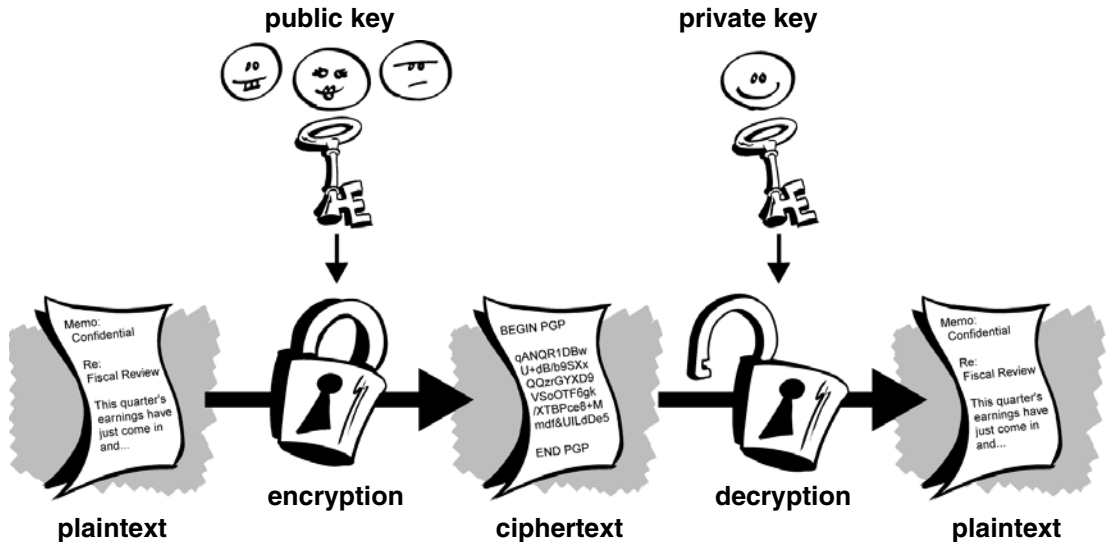 public key
private key
Memo:
Confidential
Re:
Fiscal Review
This quarter's
earnings have
just come in
and...
BEGIN PGP
qANQR1DBw
U+dB/b9SXx
QQzrGYXD9
VSoOTF6gk
/XTBPce8+M
mdf&UILdDe5
END PGP
Memo:
Confidential
Re:
Fiscal Review
This quarter's
earnings have
just come in
and...
encryption
decryption
plaintext
ciphertext
plaintext